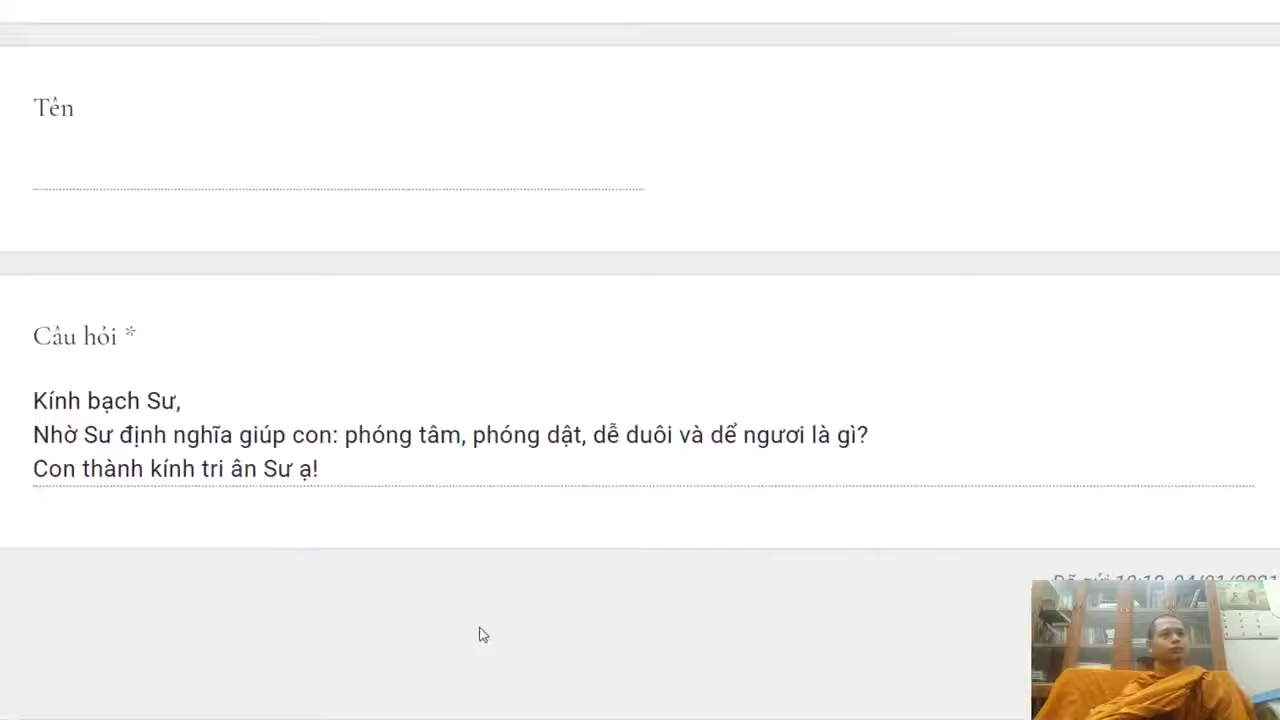 Tên
Câu hỏi *
Kính bạch Sư,
Nhờ Sư định nghĩa giúp con: phóng tâm, phóng dật, dễ duôi và dể ngươi là gì?
Con thành kính tri ân Sư ạ!